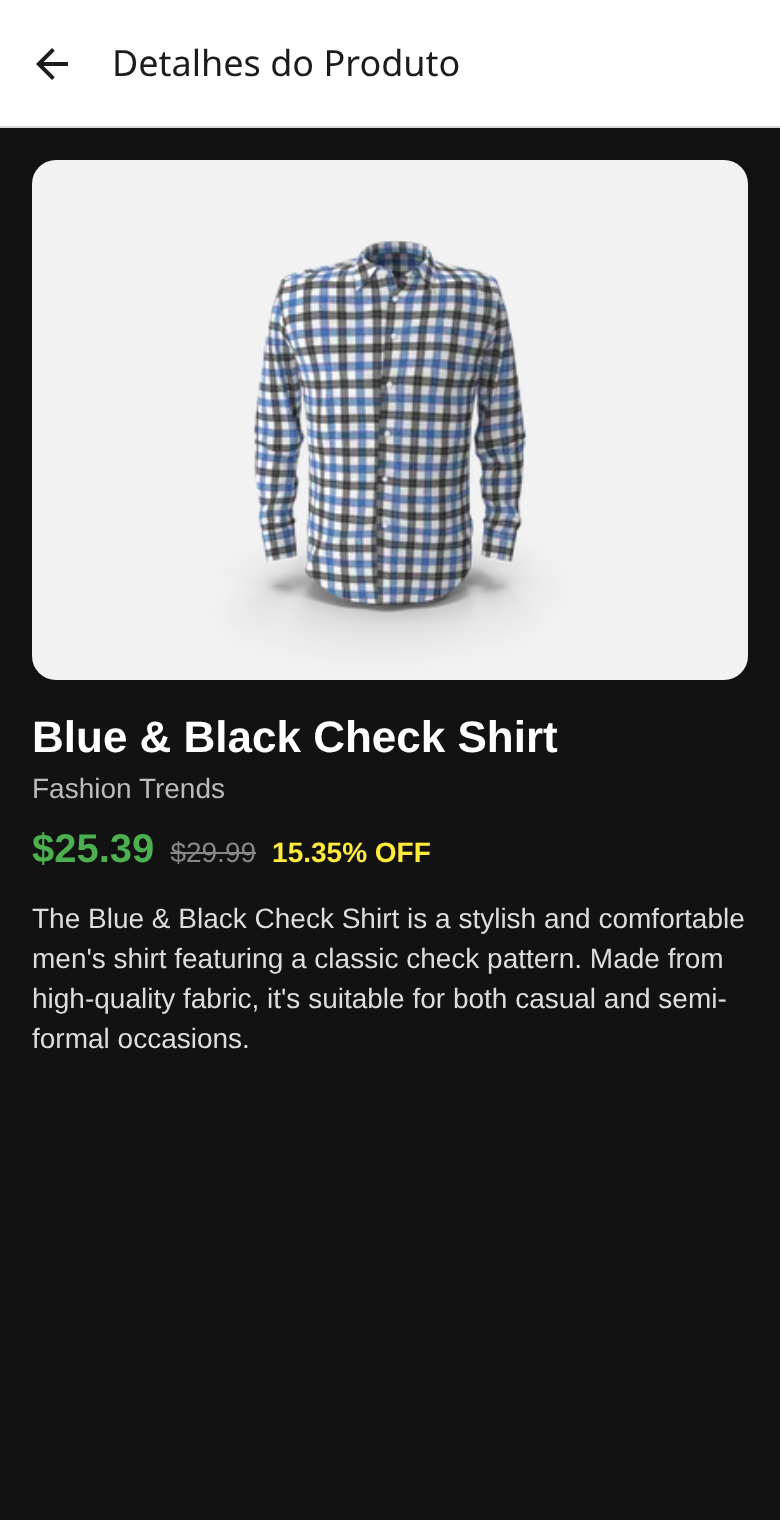 Detalhes do Produto
Blue & Black Check Shirt
Fashion Trends
$25.39 $29.99 15.35% OFF
The Blue & Black Check Shirt is a stylish and comfortable
men's shirt featuring a classic check pattern. Made from
high-quality fabric, it's suitable for both casual and semi-
formal occasions.